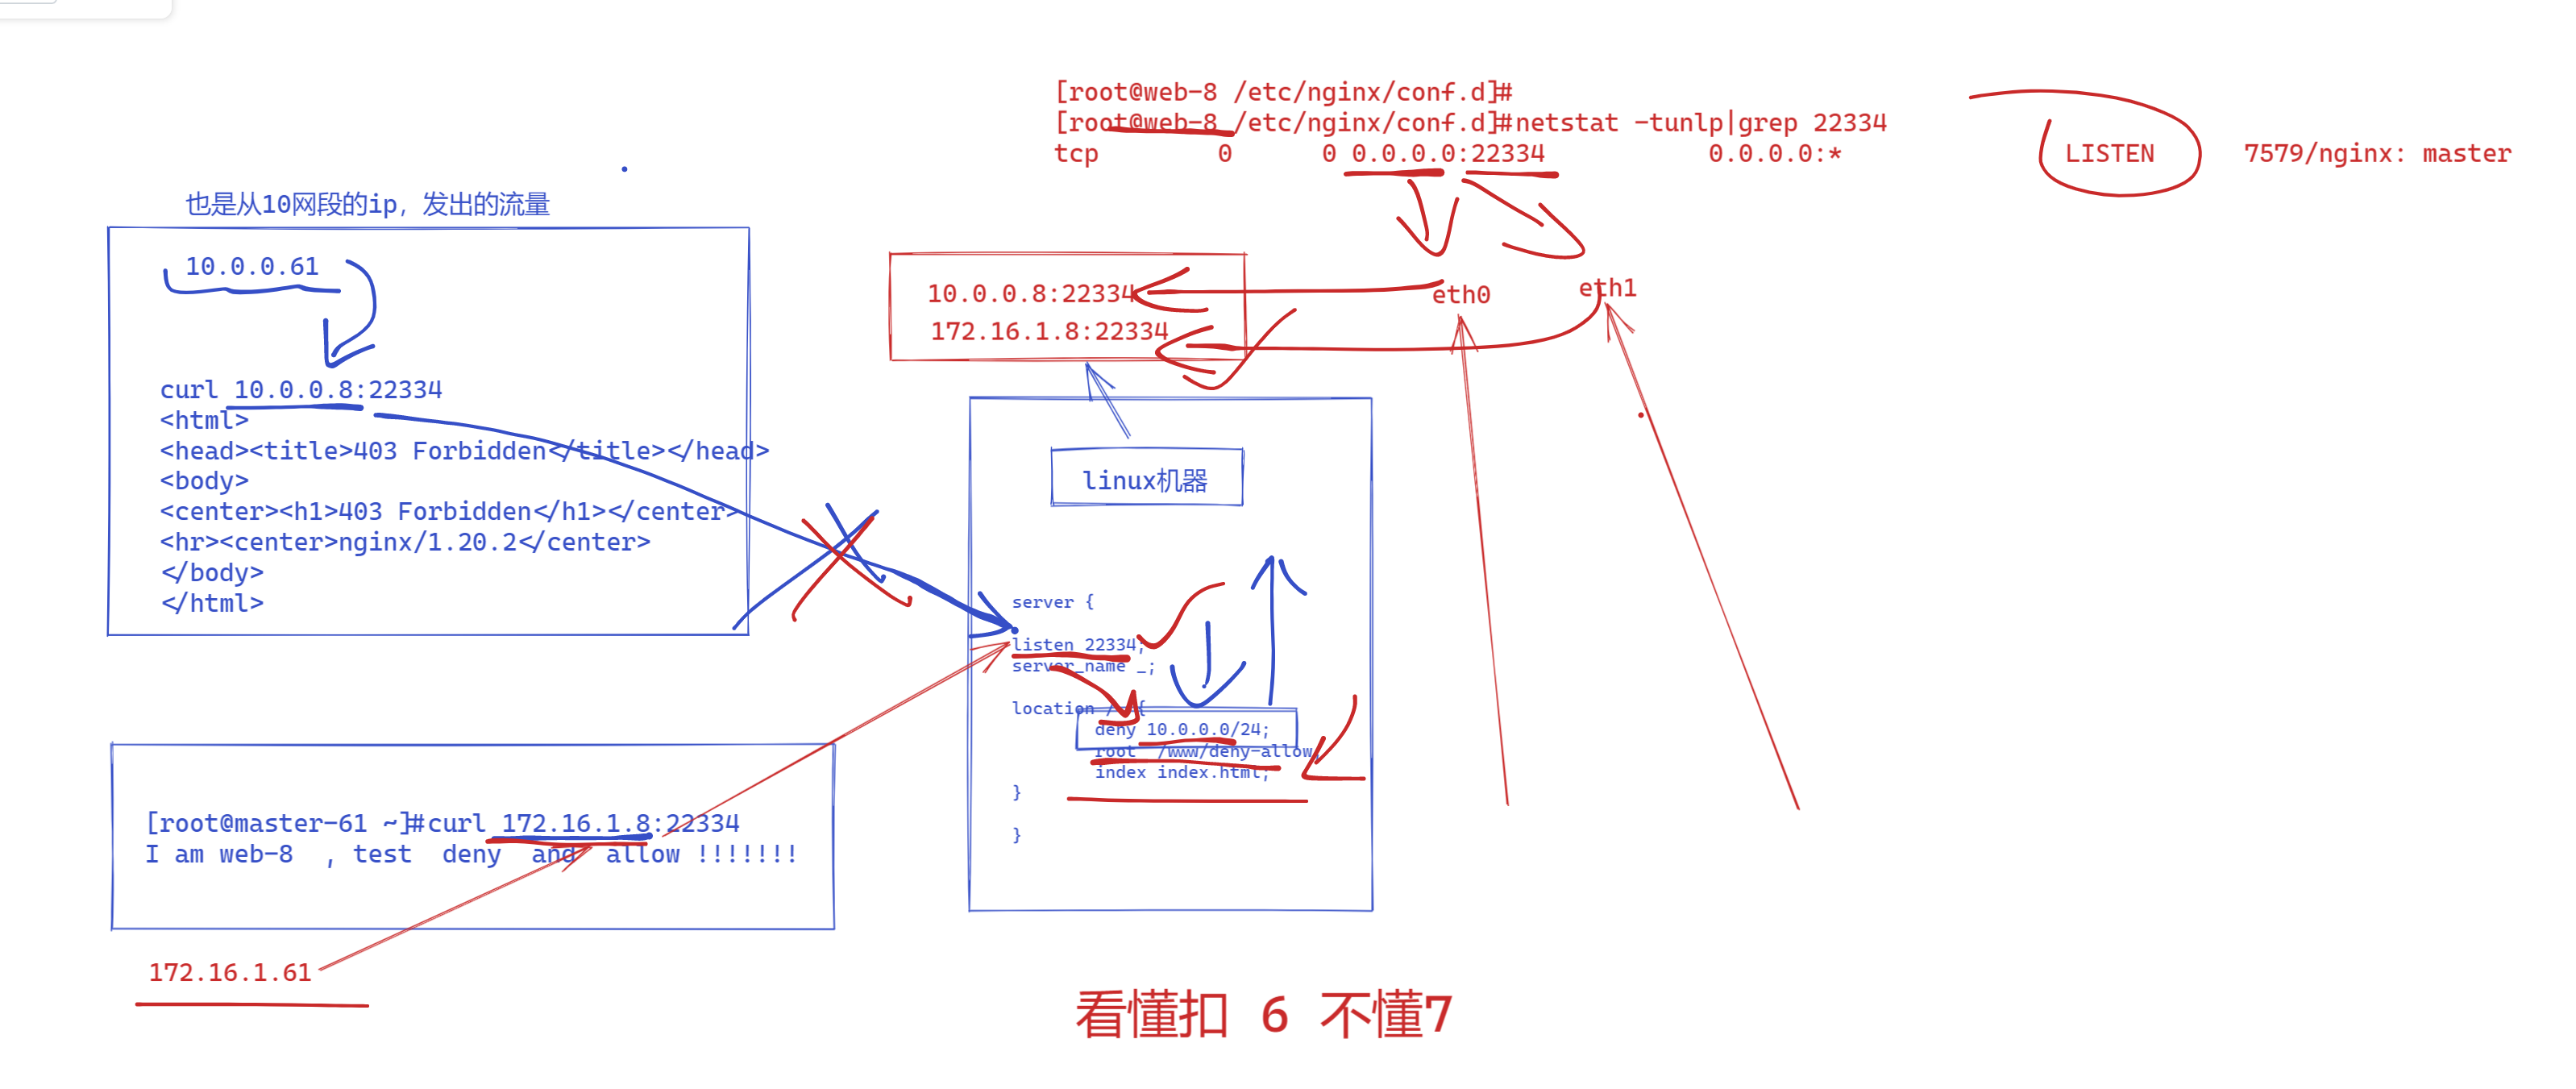 [root@web-8 /etc/nginx/conf.d]#
[root@web-8 /etc/nginx/conf.d]#netstat -tunlp|grep 22334
tcp 0 0 0.0.0.0:22334 0.0.0.0:* LISTEN 7579/nginx: master
也是从10网段的ip，发出的流量
10.0.0.61
curl 10.0.0.8:22334
<html>
<head><title>403 Forbidden</title></head>
<body>
<center><h1>403 Forbidden</h1></center>
<hr><center>nginx/1.20.2</center>
</body>
</html>
10.0.0.8:22334
172.16.1.8:22334
eth0
eth1
linux机器
server {
listen 22334;
server_name _;
location / {
deny 10.0.0.0/24;
root /www/deny-allow;
index index.html;
}
}
[root@master-61 ~]#curl 172.16.1.8:22334
I am web-8 , test deny and allow !!!!!!!
172.16.1.61
看懂扣 6 不懂7